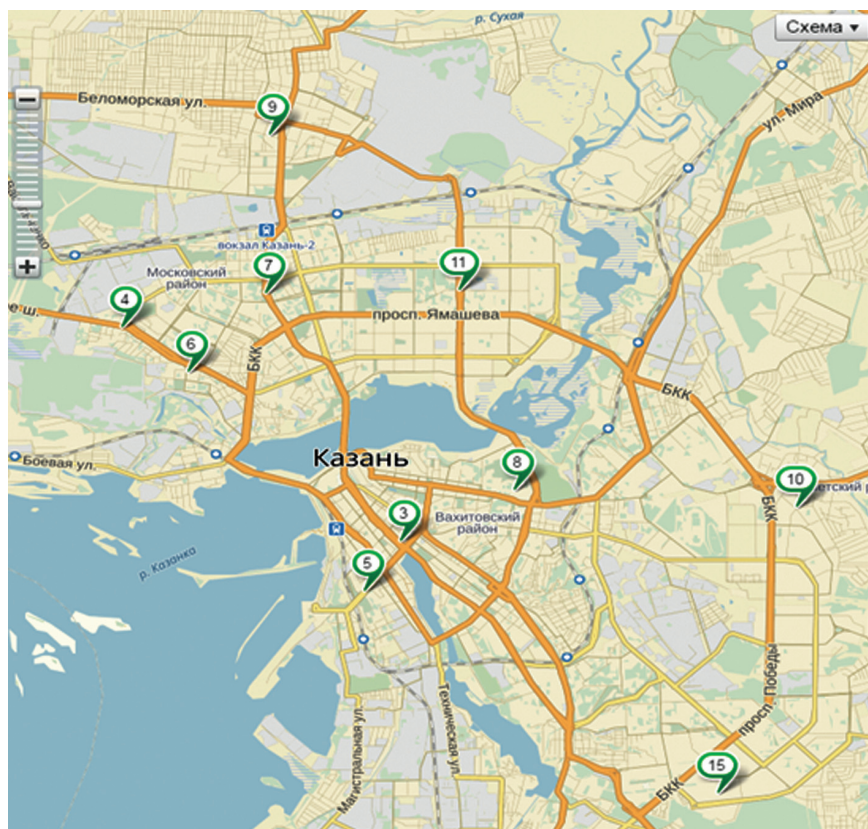 р. Сухая
Схема
Беломорская ул.
9
ул. Мира
вокзал Казань-2
Московский
район
7
11
4
ре ш.
6
просп. Ямашева
БКК
БКК
Казань
Боевая ул.
8
10
БКК
3
Вахитовский
район
р. Казанка
5
просп. Победы
Техническая ул.
Магистральная ул.
15
БКК